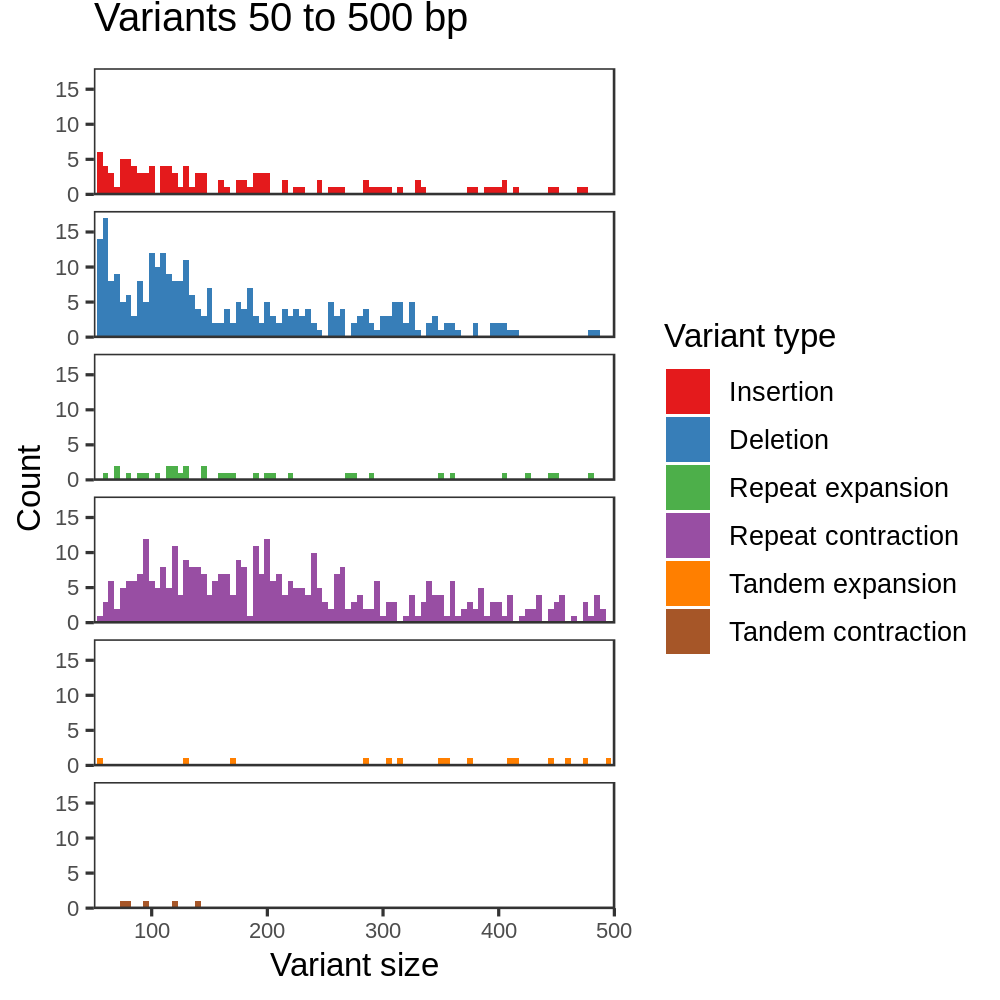 Variants 50 to 500 bp
15
10
5
0
15
10
5
0
15
10
5
0
15
10
5
0
15
10
5
0
15
10
5
0
100 200 300 400 500
Variant size
Count
Variant type
Insertion
Deletion
Repeat expansion
Repeat contraction
Tandem expansion
Tandem contraction